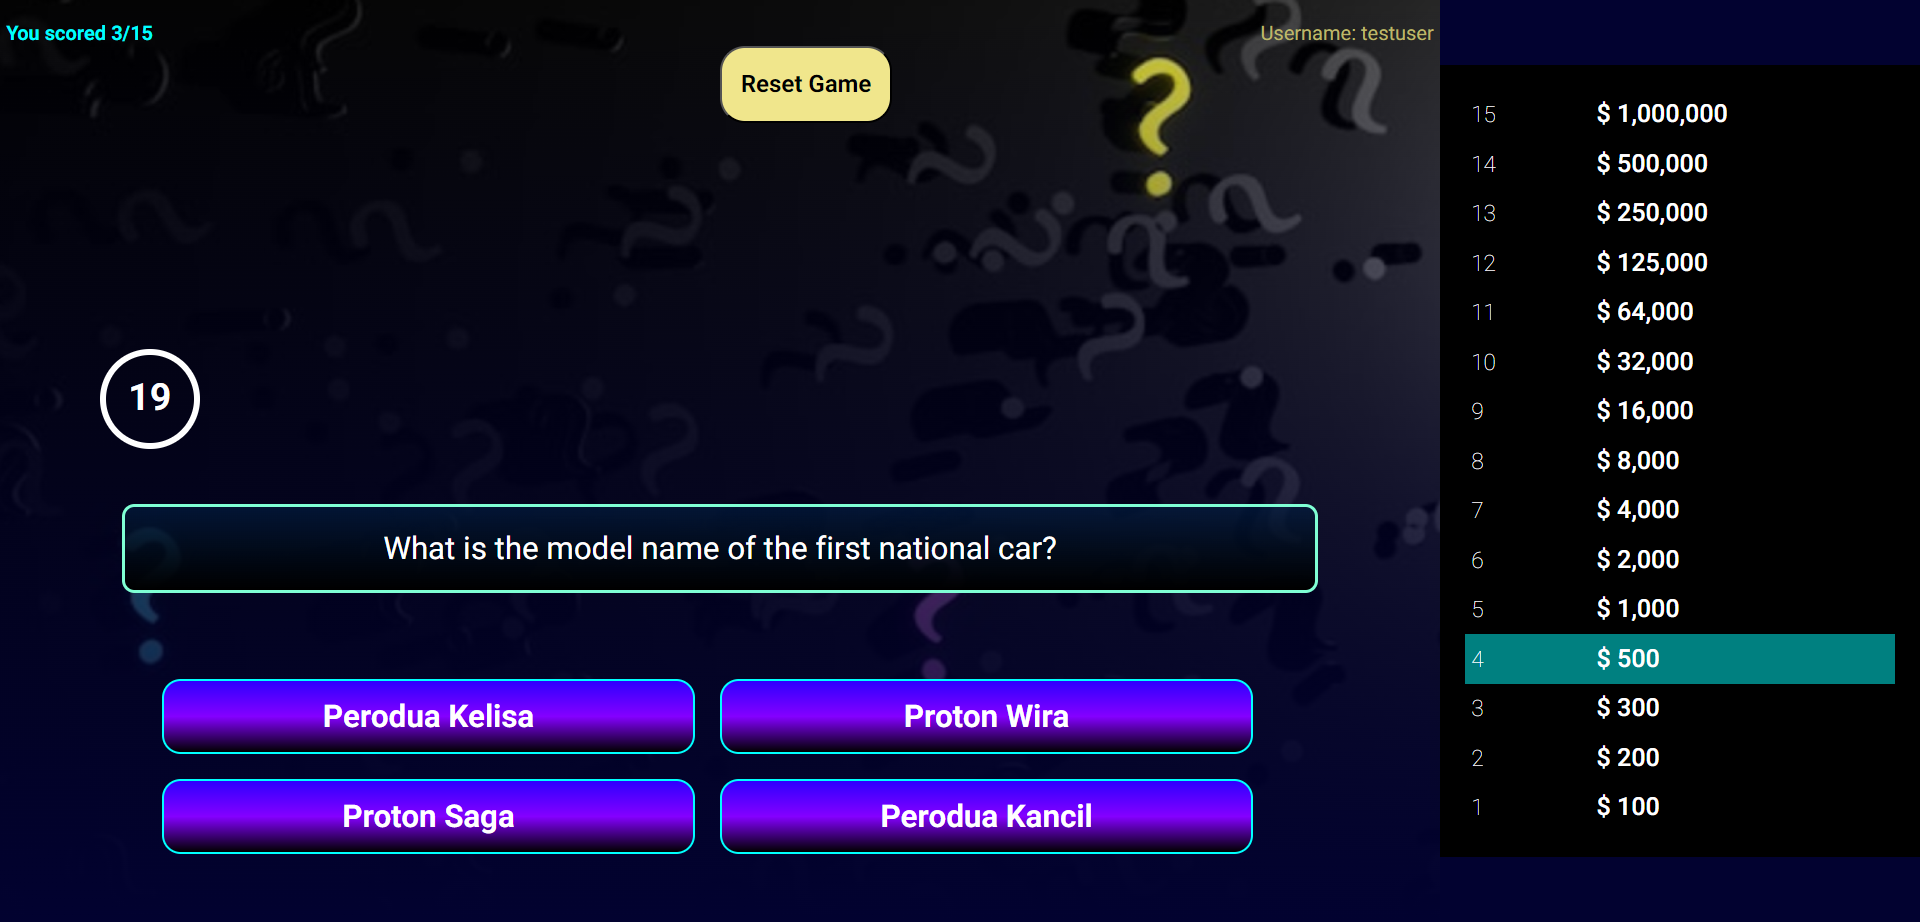 You scored 3/15
Username: testuser
Reset Game
19
What is the model name of the first national car?
Perodua Kelisa
Proton Wira
Proton Saga
Perodua Kancil
15 $ 1,000,000
14 $ 500,000
13 $ 250,000
12 $ 125,000
11 $ 64,000
10 $ 32,000
9 $ 16,000
8 $ 8,000
7 $ 4,000
6 $ 2,000
5 $ 1,000
4 $ 500
3 $ 300
2 $ 200
1 $ 100